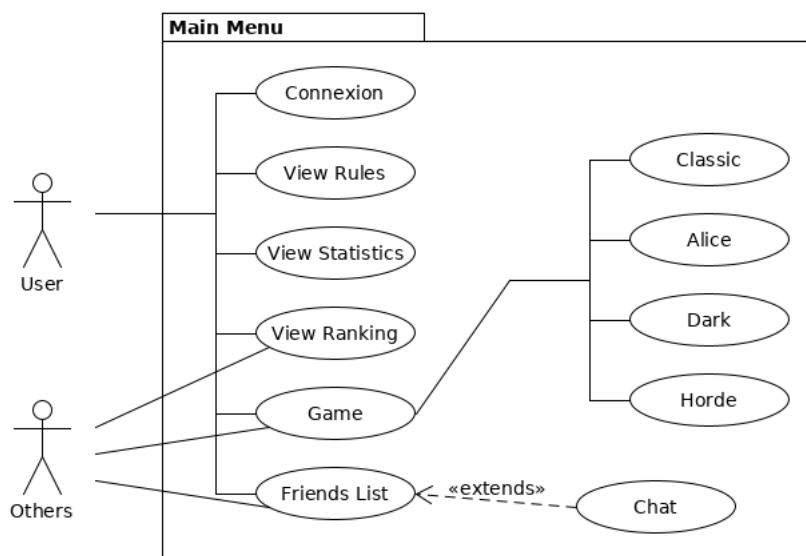 Main Menu
Connexion
View Rules
View Statistics
View Ranking
Game
Friends List
Classic
Alice
Dark
Horde
«extends»
Chat
User
Others